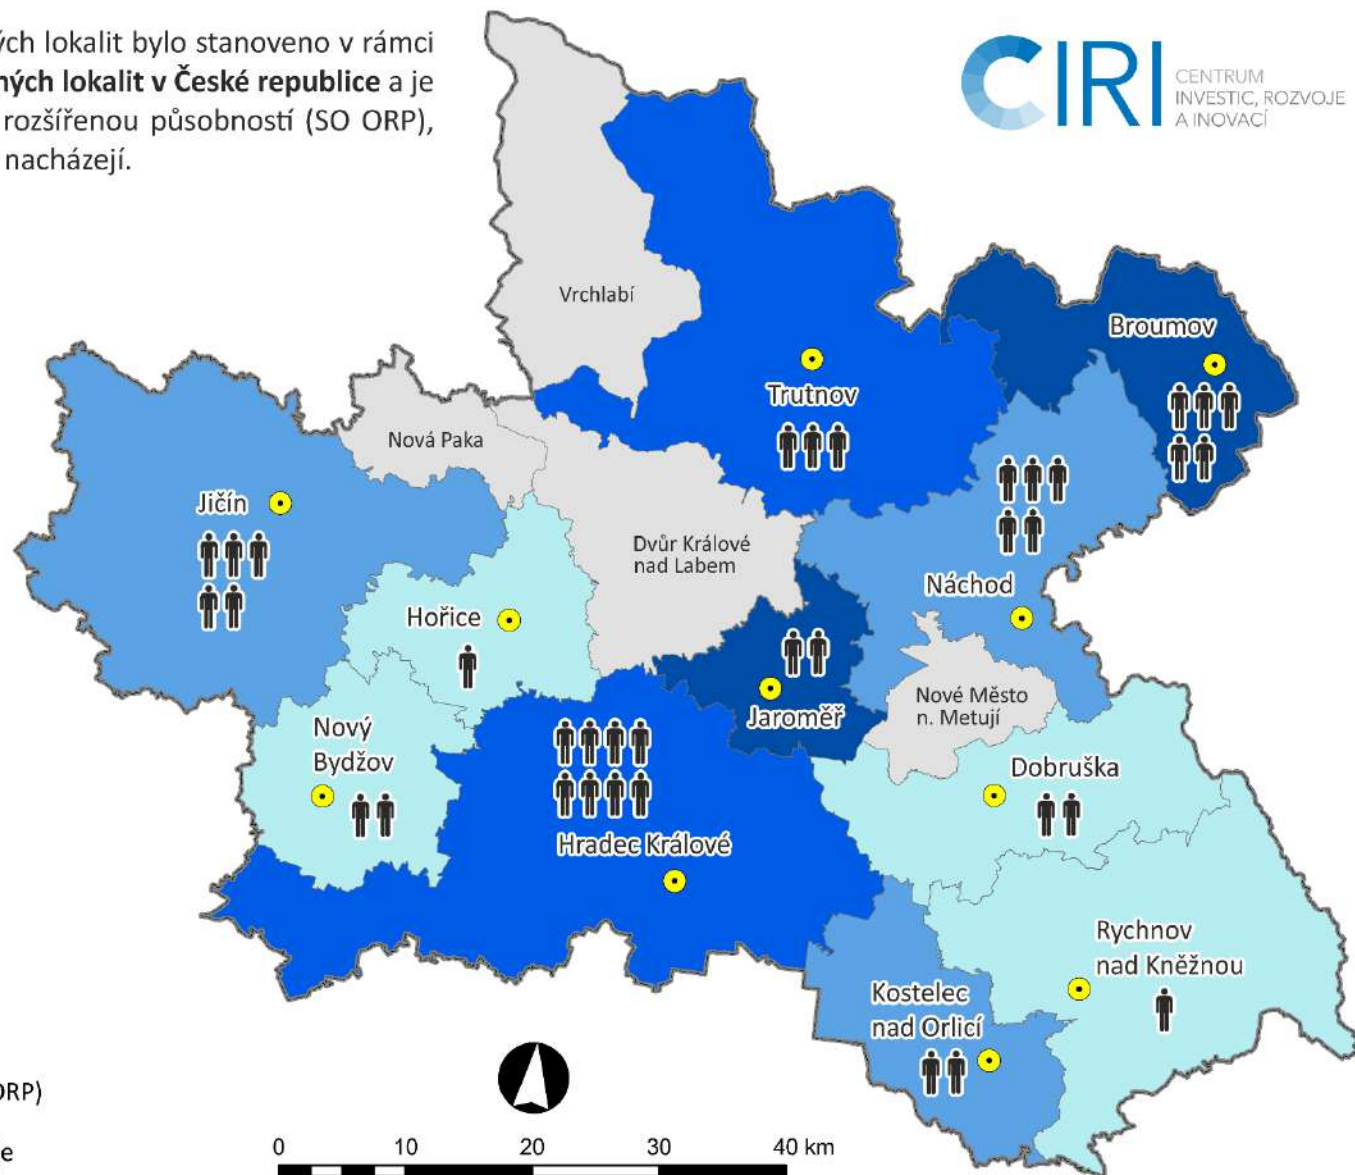 ých lokalit bylo stanoveno v rámci
ných lokalit v České republice a je
rozšířenou působností (SO ORP),
nacházejí.
CIRI
CENTRUM
INVESTIC, ROZVOJE
A INOVACÍ
Vrchlabí
Broumov
Trutnov
Nová Paka
Jičín
Dvůr Králové
nad Labem
Náchod
Hořice
Nové Město
n. Metují
Jaroměř
Nový
Bydžov
Dobruška
Hradec Králové
Rychnov
nad Kněžnou
Kostelec
nad Orlicí
ORP)
e
0 10 20 30 40 km